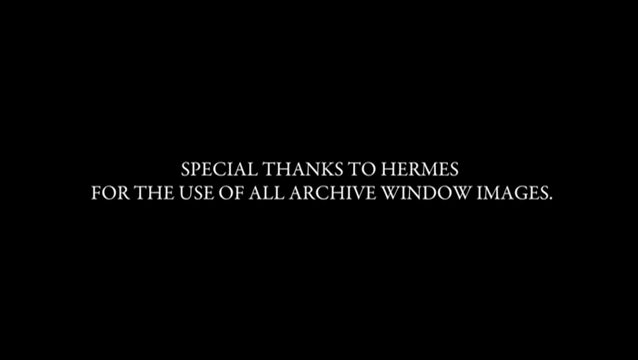 SPECIAL THANKS TO HERMES
FOR THE USE OF ALL ARCHIVE WINDOW IMAGES.